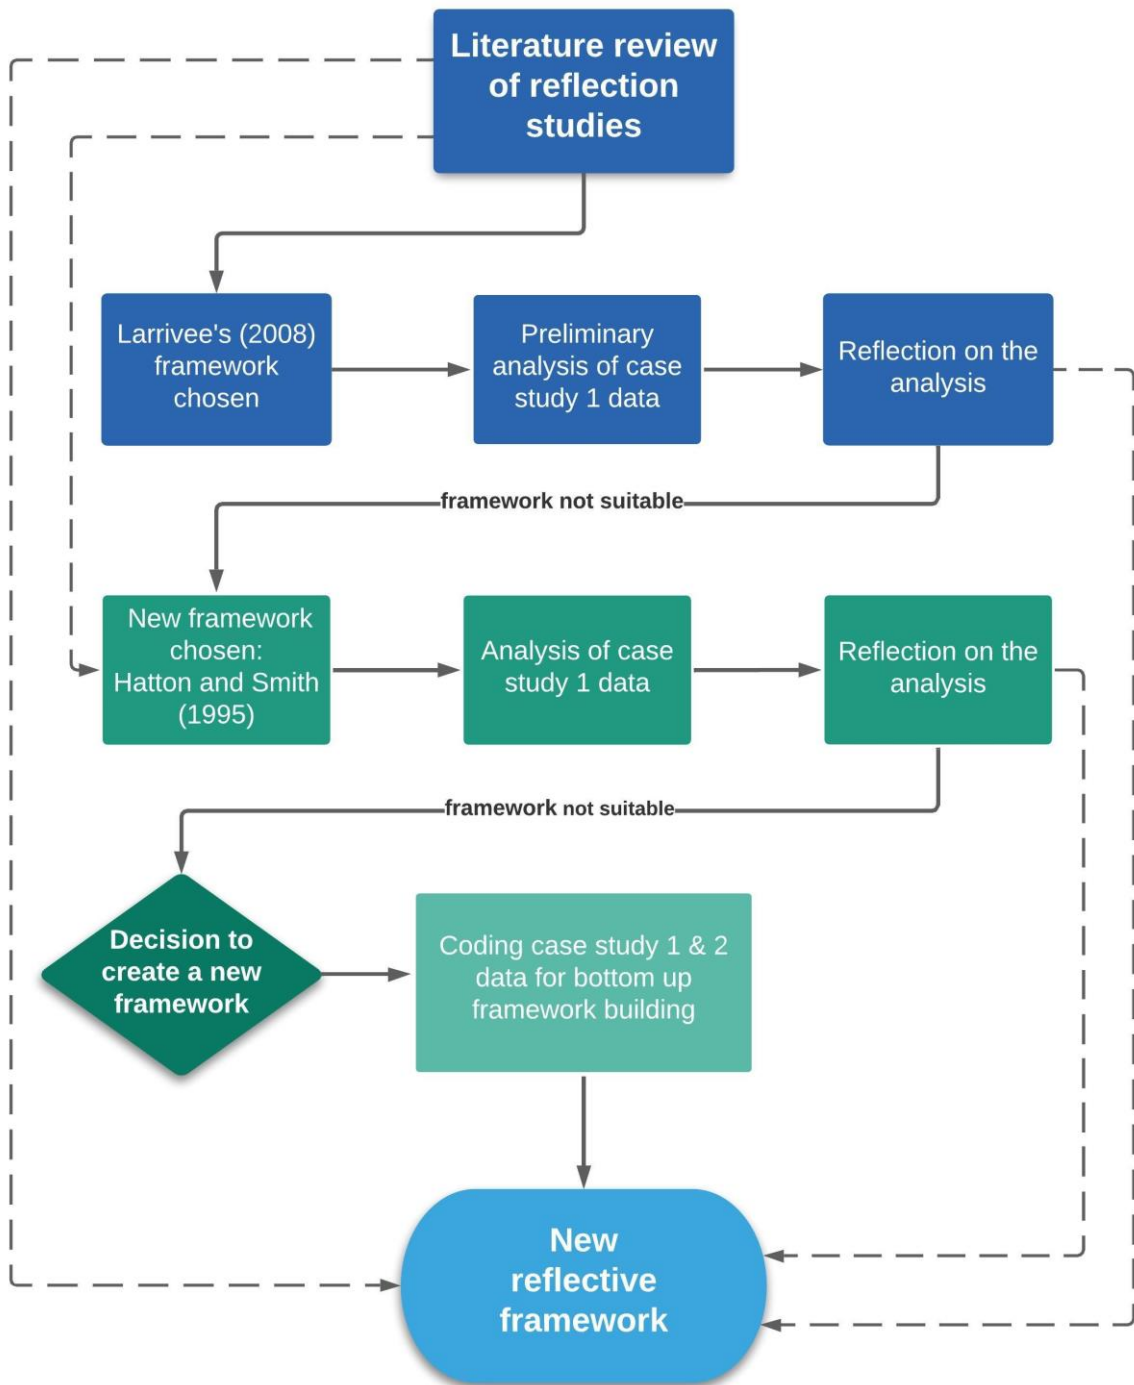 Literature review
of reflection
studies
Larrivee's (2008)
framework
chosen
Preliminary
analysis of case
study 1 data
Reflection on the
analysis
framework not suitable
New framework
chosen:
Hatton and Smith
(1995)
Analysis of case
study 1 data
Reflection on the
analysis
framework not suitable
Decision to
create a new
framework
Coding case study 1 & 2
data for bottom up
framework building
New
reflective
framework